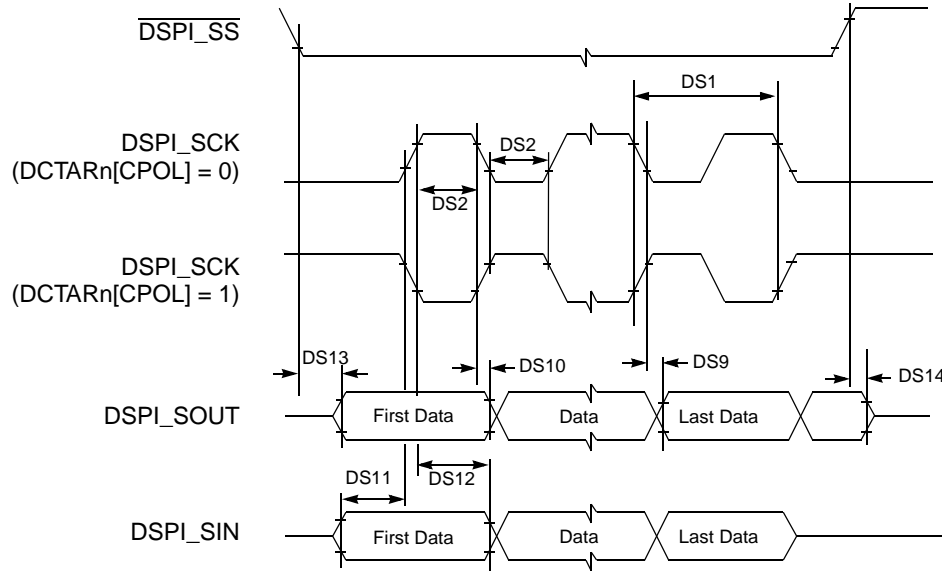 DSPI_SS
DS1
DSPI_SCK
(DCTARn[CPOL] = 0)
DS2
DS2
DSPI_SCK
(DCTARn[CPOL] = 1)
DS13
DS10
DS9
DS14
DSPI_SOUT
First Data
Data
Last Data
DS11
DS12
DSPI_SIN
First Data
Data
Last Data